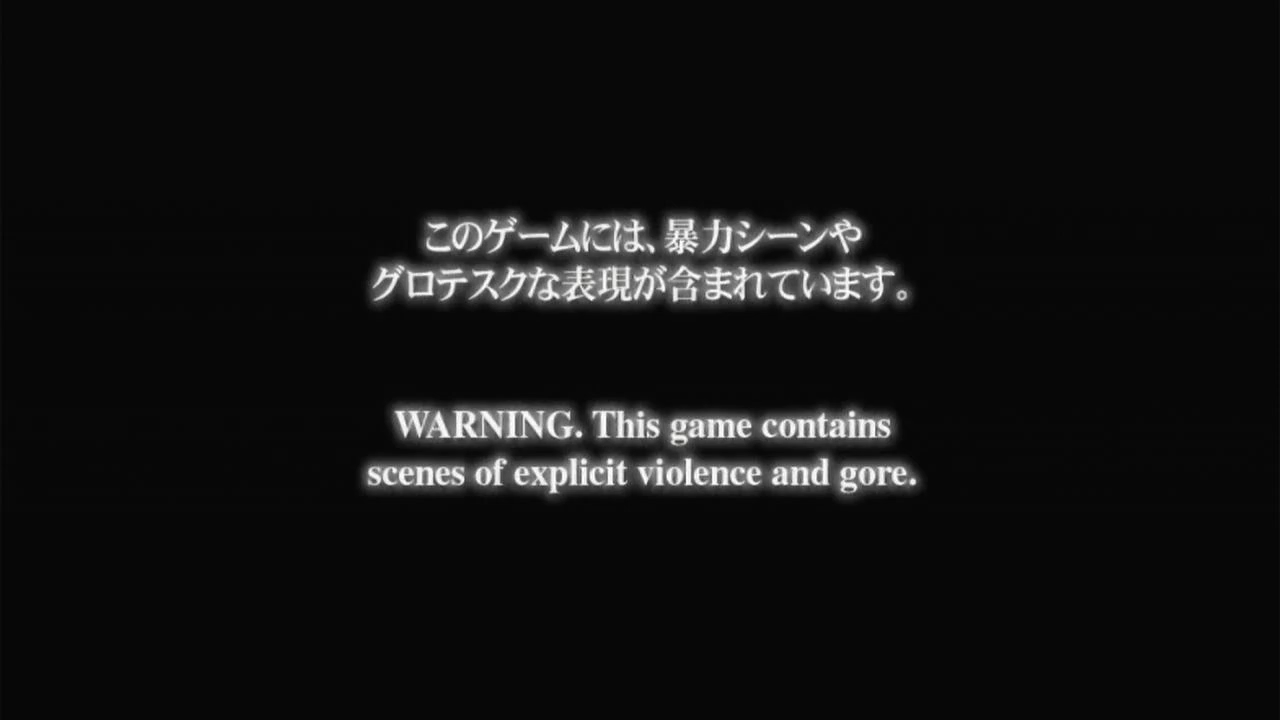 このゲームには、暴力シーンや
グロテスクな表現が含まれています。
WARNING. This game contains
scenes of explicit violence and gore.